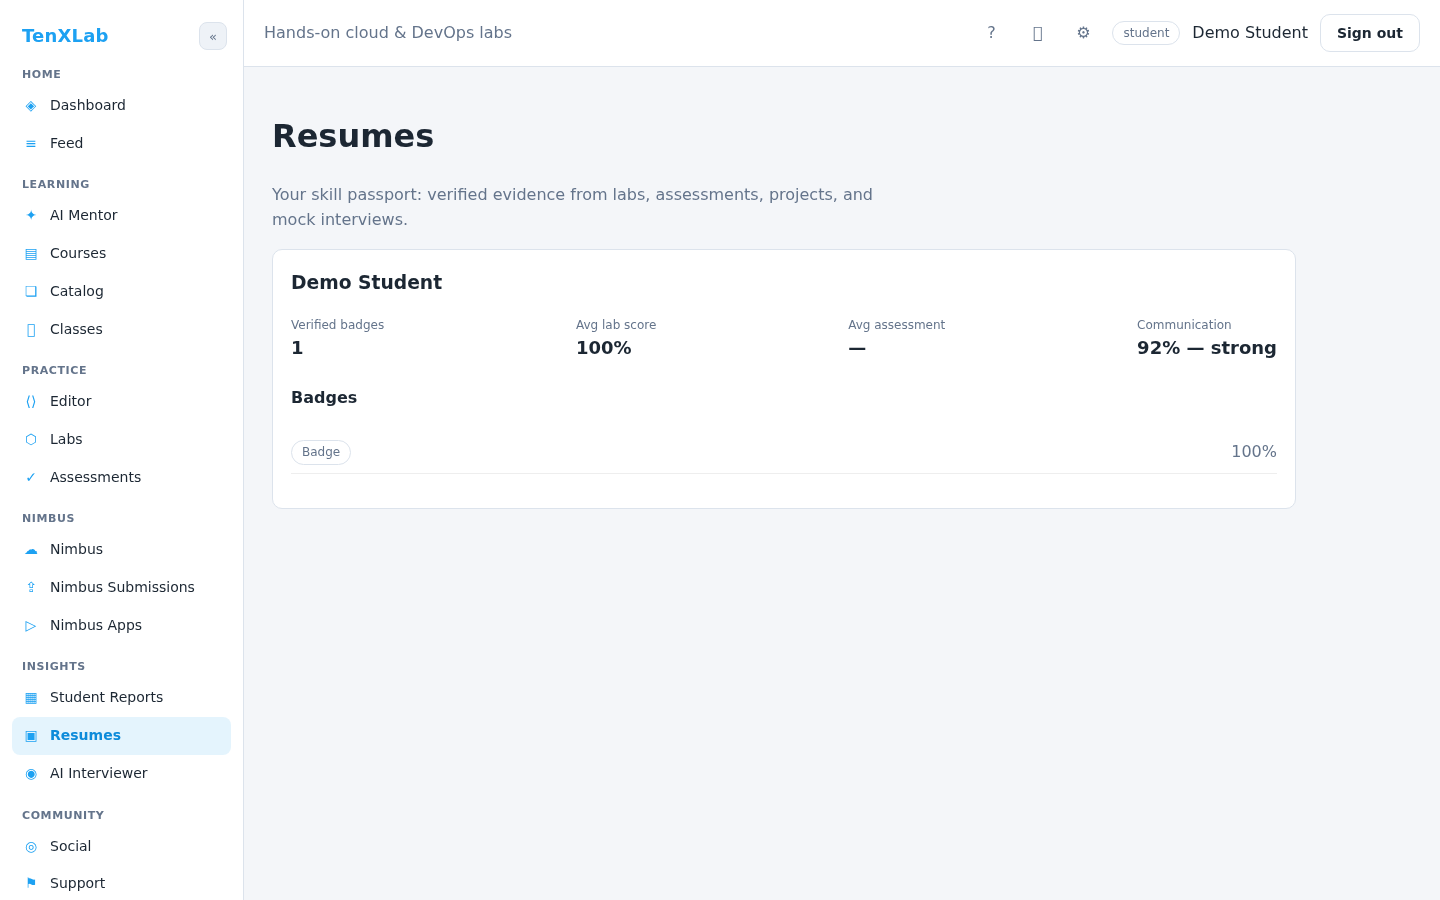 TenXLab
«
HOME
Dashboard
Feed
LEARNING
AI Mentor
Courses
Catalog
Classes
PRACTICE
Editor
Labs
Assessments
NIMBUS
Nimbus
Nimbus Submissions
Nimbus Apps
INSIGHTS
Student Reports
Resumes
AI Interviewer
COMMUNITY
Social
Support
Hands-on cloud & DevOps labs
?
student
Demo Student
Sign out
Resumes
Your skill passport: verified evidence from labs, assessments, projects, and
mock interviews.
Demo Student
Verified badges
1
Avg lab score
100%
Avg assessment
—
Communication
92% — strong
Badges
Badge
100%